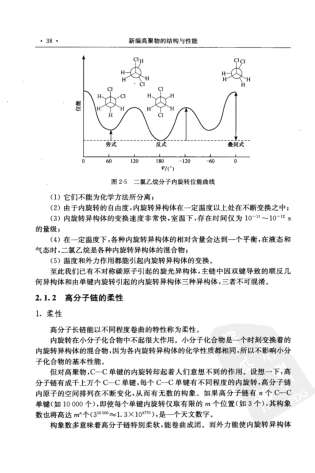 · 38 ·
新编高聚物的结构与性能
ClH
H
Cl
H
H
Cl
H
H
H
Cl
H
Cl
H
H
H
Cl
ClCl
H
H
H
位能
旁式
反式
叠同式
0
60
120
180
-120
-60
0
Ψ/(°)
图 2-5 二氯乙烷分子内旋转位能曲线
(1) 它们不能为化学方法所分离;
(2) 由于内旋转的自由度,内旋转异构体在一定温度以上处在不断变换之中;
(3) 内旋转异构体的变换速度非常快,室温下,存在时间仅为 10⁻¹¹～10⁻¹² s
的量级;
(4) 在一定温度下,各种内旋转异构体的相对含量会达到一个平衡,在液态和
气态时,二氯乙烷是各种内旋转异构体的混合物;
(5) 温度和外力作用都能引起内旋转异构体的变换。
至此我们已有不对称碳原子引起的旋光异构体,主链中因双键导致的顺反几
何异构体和由单键内旋转引起的内旋转异构体三种异构体,三者不可混淆。
2.1.2 高分子链的柔性
1. 柔性
高分子长链能以不同程度卷曲的特性称为柔性。
内旋转在小分子化合物中不起很大作用。小分子化合物是一个时刻变换着的
内旋转异构体的混合物,因为各内旋转异构体的化学性质都相同,所以不影响小分
子化合物的基本性能。
但对高聚物,C—C 单键的内旋转却起着人们意想不到的作用。设想一下,高
分子链有成千上万个 C—C 单键,每个 C—C 单键有不同程度的内旋转,高分子链
内原子的空间排列在不断变化,从而有无数的构象。如果高分子链有 n 个 C—C
单键(如 10 000 个),即使每个单键内旋转仅取有限的 m 个位置(如 3 个),其构象
数也将高达 mⁿ个(3¹⁰⁰⁰⁰≈1.3×10⁴⁷⁷⁰),是一个天文数字。
构象数多意味着高分子链特别柔软,能卷曲成团。而外力能使内旋转异构体